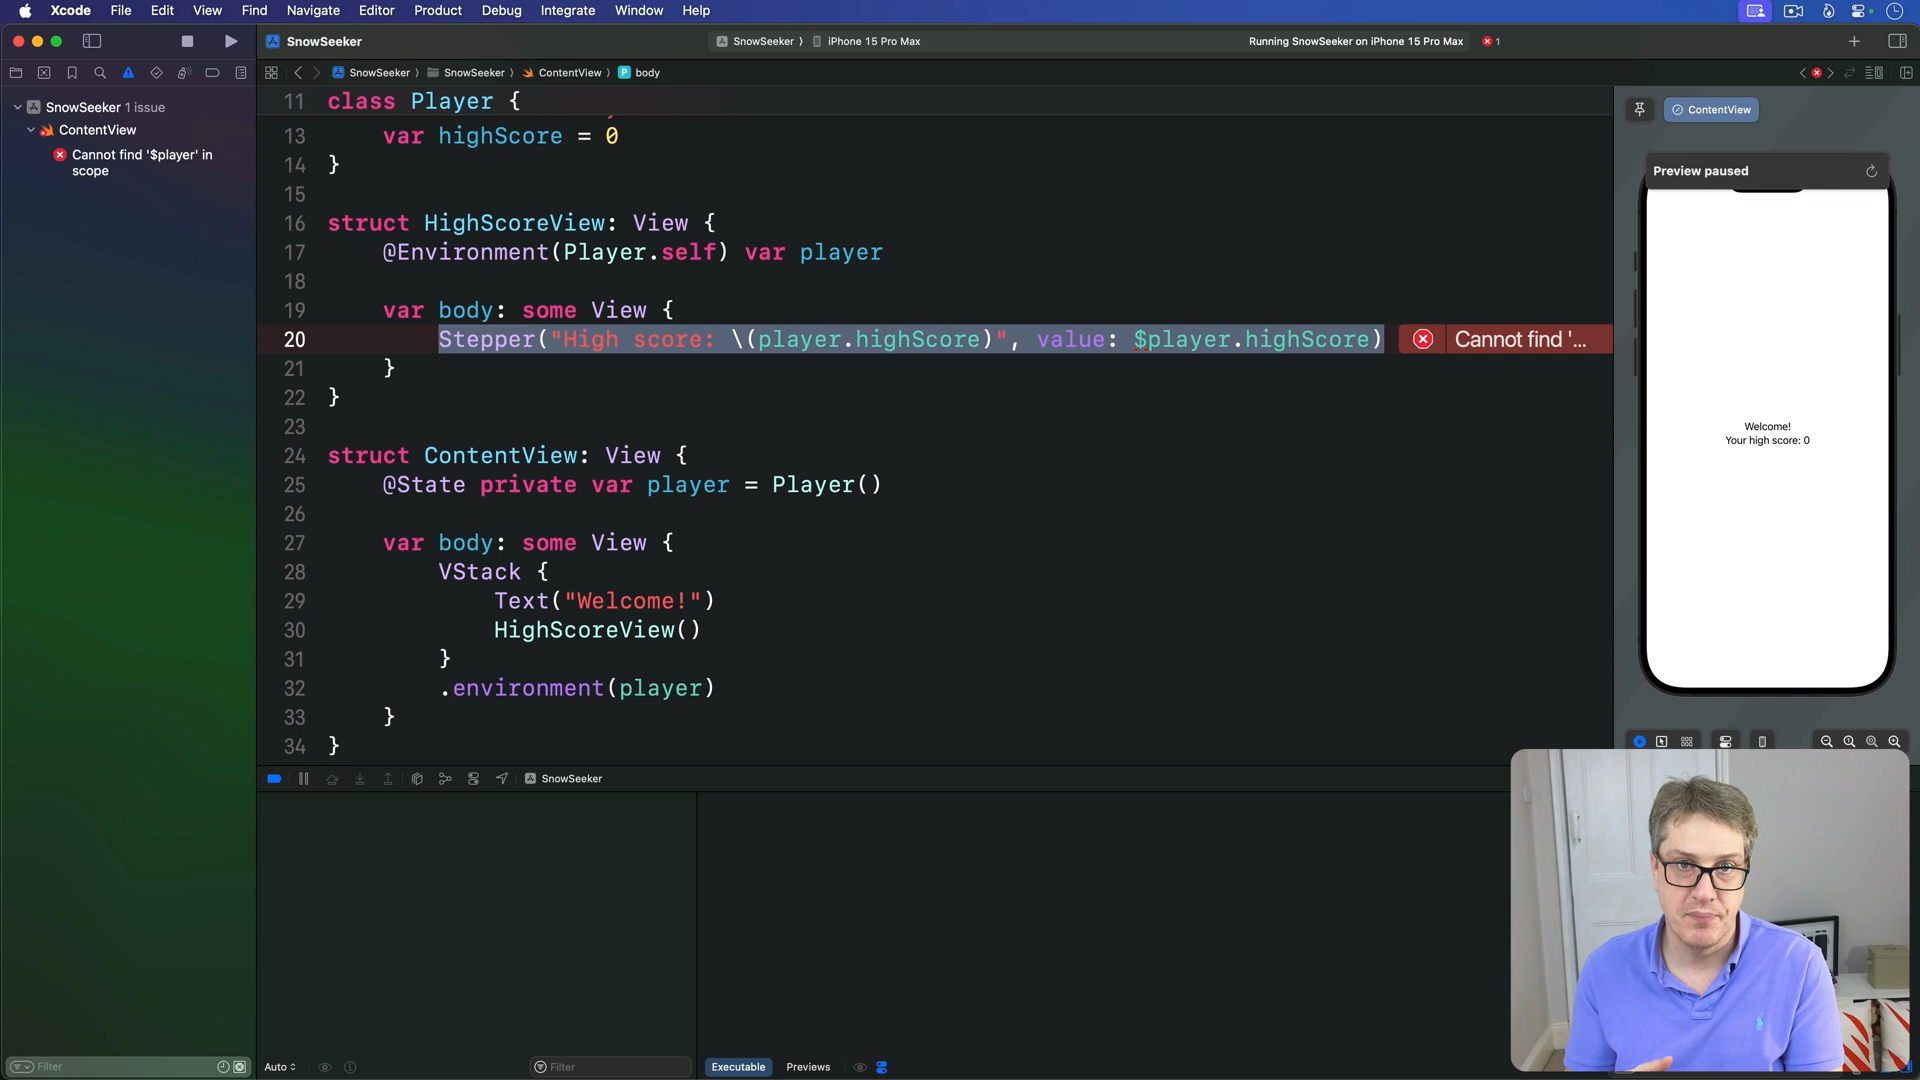 Xcode File Edit View Find Navigate Editor Product Debug Integrate Window Help
SnowSeeker
SnowSeeker iPhone 15 Pro Max
Running SnowSeeker on iPhone 15 Pro Max 1
SnowSeeker SnowSeeker ContentView P body
SnowSeeker 1 issue
ContentView
Cannot find '$player' in
scope
11 class Player {
13 var highScore = 0
14 }
15
16 struct HighScoreView: View {
17 @Environment(Player.self) var player
18
19 var body: some View {
20 Stepper("High score: \(player.highScore)", value: $player.highScore) Cannot find '...
21 }
22 }
23
24 struct ContentView: View {
25 @State private var player = Player()
26
27 var body: some View {
28 VStack {
29 Text("Welcome!")
30 HighScoreView()
31 }
32 .environment(player)
33 }
34 }
ContentView
Preview paused
Welcome!
Your high score: 0
SnowSeeker
Filter
Auto
Filter
Executable Previews